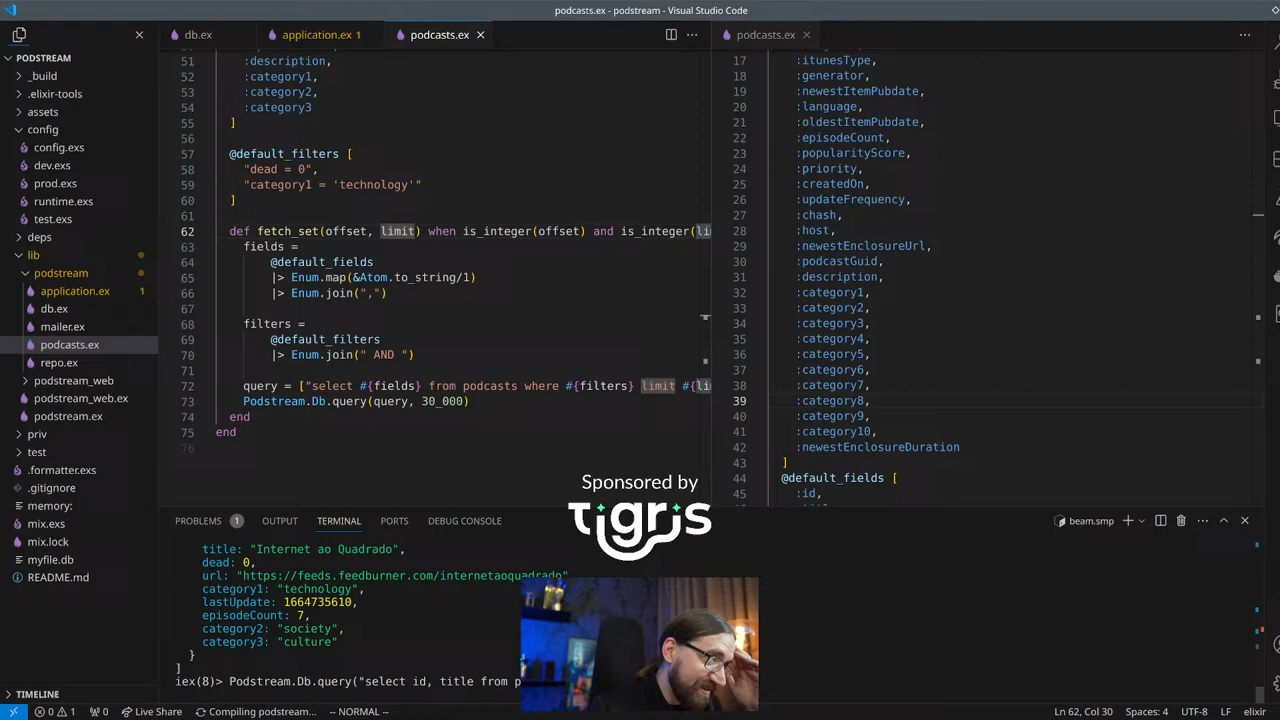 podcasts.ex - podstream - Visual Studio Code
PODSTREAM
_build
.elixir-tools
assets
config
config.exs
dev.exs
prod.exs
runtime.exs
test.exs
deps
lib
podstream
application.ex 1
db.ex
mailer.ex
podcasts.ex
repo.ex
podstream_web
podstream_web.ex
podstream.ex
priv
test
.formatter.exs
.gitignore
memory:
mix.exs
mix.lock
myfile.db
README.md
TIMELINE
db.ex application.ex 1 podcasts.ex
51 :description,
52 :category1,
53 :category2,
54 :category3
55 ]
56
57 @default_filters [
58 "dead = 0",
59 "category1 = 'technology'"
60 ]
61
62 def fetch_set(offset, limit) when is_integer(offset) and is_integer(li
63 fields =
64 @default_fields
65 |> Enum.map(&Atom.to_string/1)
66 |> Enum.join(",")
67
68 filters =
69 @default_filters
70 |> Enum.join(" AND ")
71
72 query = ["select #{fields} from podcasts where #{filters} limit #{li
73 Podstream.Db.query(query, 30_000)
74 end
75 end
76
podcasts.ex
17 :itunesType,
18 :generator,
19 :newestItemPubdate,
20 :language,
21 :oldestItemPubdate,
22 :episodeCount,
23 :popularityScore,
24 :priority,
25 :createdOn,
26 :updateFrequency,
27 :chash,
28 :host,
29 :newestEnclosureUrl,
30 :podcastGuid,
31 :description,
32 :category1,
33 :category2,
34 :category3,
35 :category4,
36 :category5,
37 :category6,
38 :category7,
39 :category8,
40 :category9,
41 :category10,
42 :newestEnclosureDuration
43 ]
44 @default_fields [
45 :id,
Sponsored by
tigris
PROBLEMS 1 OUTPUT TERMINAL PORTS DEBUG CONSOLE
beam.smp
title: "Internet ao Quadrado",
dead: 0,
url: "https://feeds.feedburner.com/internetaoquadrado"
category1: "technology",
lastUpdate: 1664735610,
episodeCount: 7,
category2: "society",
category3: "culture"
}
]
iex(8)> Podstream.Db.query("select id, title from p
0 1 0 Live Share Compiling podstream... -- NORMAL --
Ln 62, Col 30 Spaces: 4 UTF-8 LF elixir